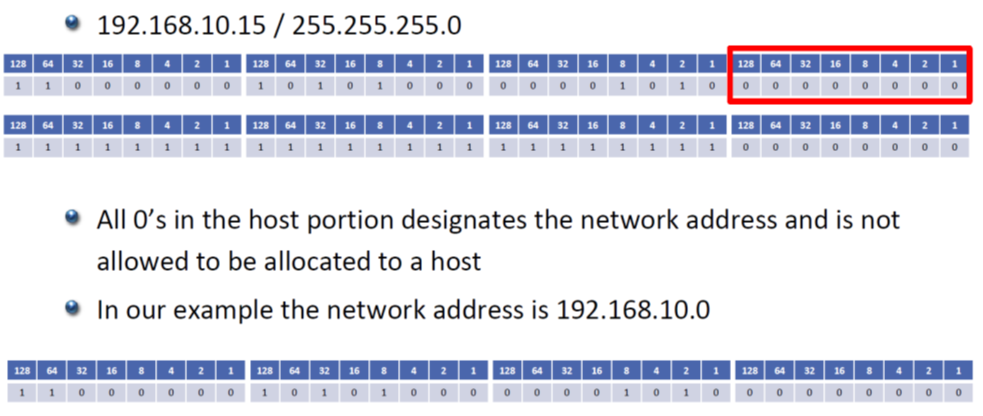 192.168.10.15 / 255.255.255.0
128 64 32 16 8 4 2 1 128 64 32 16 8 4 2 1 128 64 32 16 8 4 2 1 128 64 32 16 8 4 2 1
1 1 0 0 0 0 0 0 1 0 1 0 1 0 0 0 0 0 0 0 1 0 1 0 0 0 0 0 0 0 0 0
128 64 32 16 8 4 2 1 128 64 32 16 8 4 2 1 128 64 32 16 8 4 2 1 128 64 32 16 8 4 2 1
1 1 1 1 1 1 1 1 1 1 1 1 1 1 1 1 1 1 1 1 1 1 1 1 0 0 0 0 0 0 0 0
All 0's in the host portion designates the network address and is not
allowed to be allocated to a host
In our example the network address is 192.168.10.0
128 64 32 16 8 4 2 1 128 64 32 16 8 4 2 1 128 64 32 16 8 4 2 1 128 64 32 16 8 4 2 1
1 1 0 0 0 0 0 0 1 0 1 0 1 0 0 0 0 0 0 0 1 0 1 0 0 0 0 0 0 0 0 0